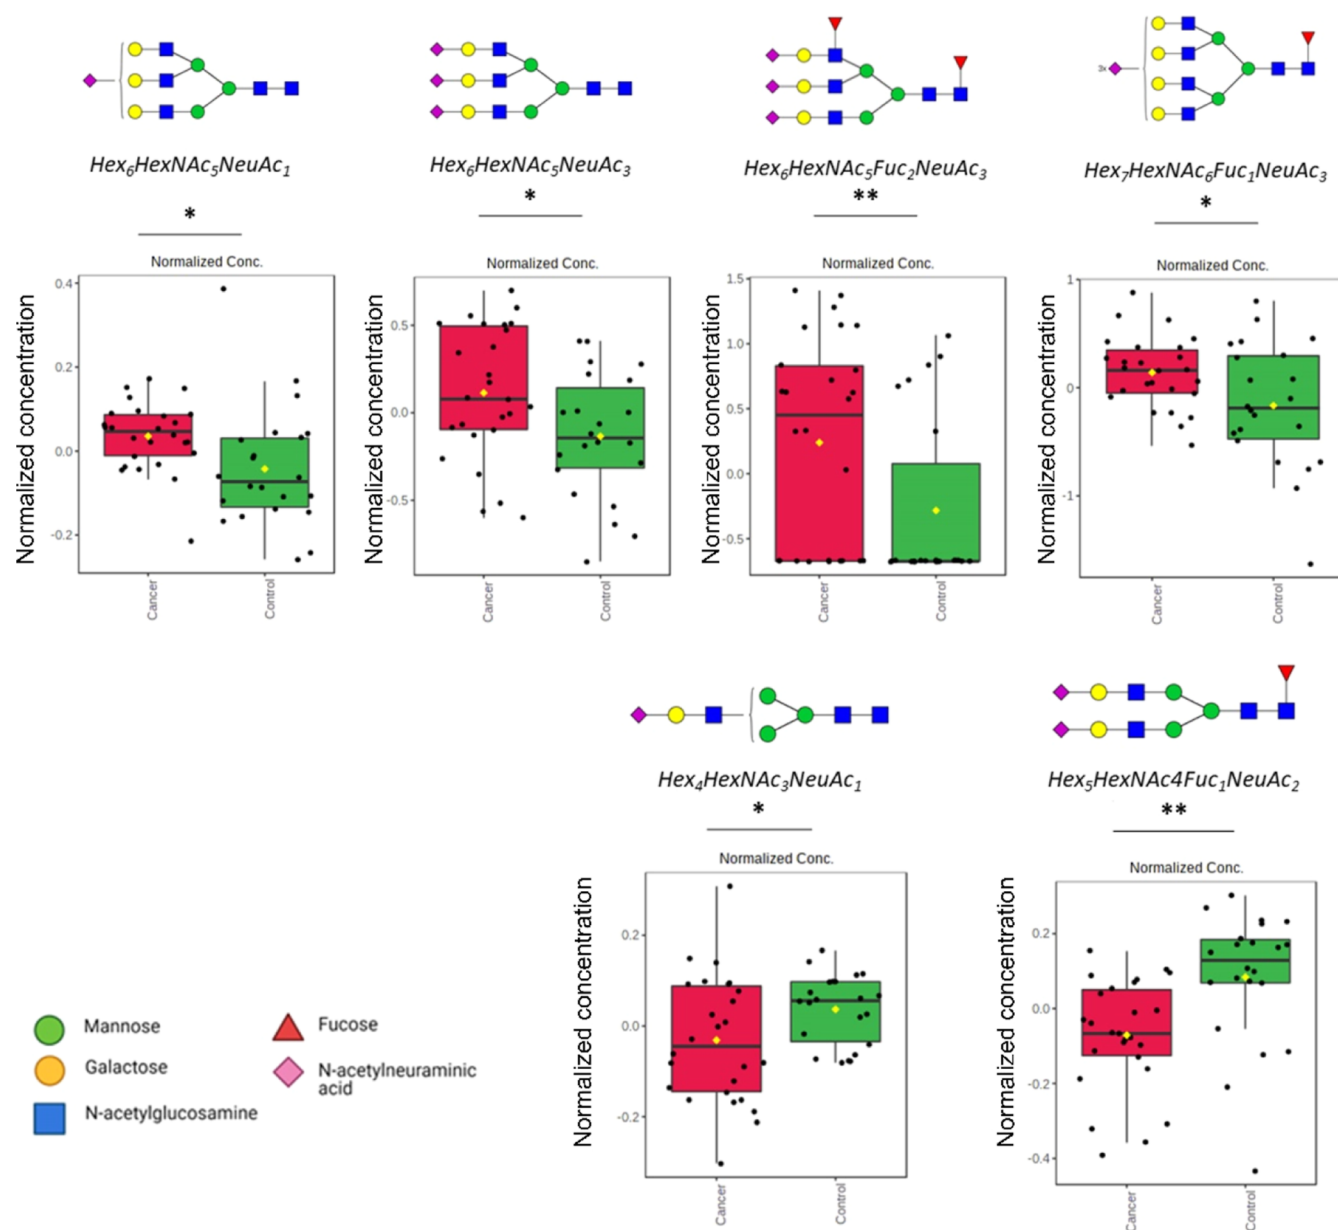 3x
Hex₆HexNAc₅NeuAc₁
Hex₆HexNAc₅NeuAc₃
Hex₆HexNAc₅Fuc₂NeuAc₃
Hex₇HexNAc₆Fuc₁NeuAc₃
*
*
**
*
Normalized Conc.
Normalized Conc.
Normalized Conc.
Normalized Conc.
Normalized concentration
0.4
0.2
0.0
-0.2
Cancer
Control
Normalized concentration
0.5
0.0
-0.5
Cancer
Control
Normalized concentration
1.5
1.0
0.5
0.0
-0.5
Cancer
Control
Normalized concentration
1
0
-1
Cancer
Control
Hex₄HexNAc₃NeuAc₁
Hex₅HexNAc4Fuc₁NeuAc₂
*
**
Normalized Conc.
Normalized Conc.
Normalized concentration
0.2
0.0
-0.2
Cancer
Control
Normalized concentration
0.2
0.0
-0.2
-0.4
Cancer
Control
Mannose
Galactose
N-acetylglucosamine
Fucose
N-acetylneuraminic
acid